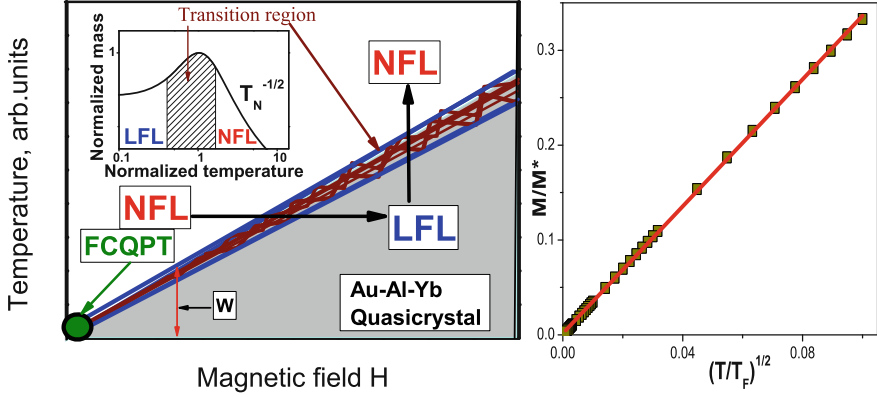 Temperature, arb.units
Transition region
Normalized mass
1
T_N^-1/2
LFL
NFL
0.1
1
10
Normalized temperature
NFL
NFL
LFL
FCQPT
W
Au-Al-Yb
Quasicrystal
Magnetic field H
M/M*
0.3
0.2
0.1
0.0
0.00
0.04
0.08
(T/T_F)^1/2